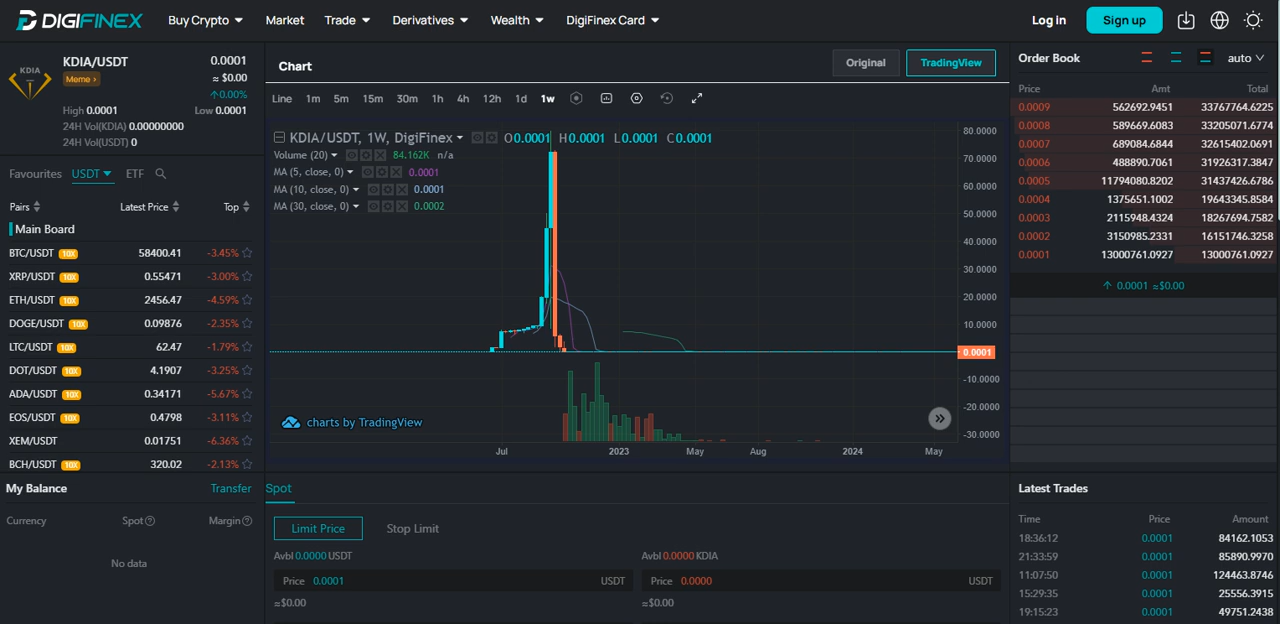 DIGIFINEX Buy Crypto Market Trade Derivatives Wealth DigiFinex Card Log in Sign up
KDIA
KDIA/USDT 0.0001
Meme › ≈ $0.00
↑0.00%
High 0.0001 Low 0.0001
24H Vol(KDIA) 0.00000000
24H Vol(USDT) 0
Favourites USDT ETF
Pairs Latest Price Top
Main Board
BTC/USDT 10X 58400.41 -3.45%
XRP/USDT 10X 0.55471 -3.00%
ETH/USDT 10X 2456.47 -4.59%
DOGE/USDT 10X 0.09876 -2.35%
LTC/USDT 10X 62.47 -1.79%
DOT/USDT 10X 4.1907 -3.25%
ADA/USDT 10X 0.34171 -5.67%
EOS/USDT 10X 0.4798 -3.11%
XEM/USDT 0.01751 -6.36%
BCH/USDT 10X 320.02 -2.13%
My Balance Transfer
Currency Spot Margin
No data
Chart Original TradingView
Line 1m 5m 15m 30m 1h 4h 12h 1d 1w
KDIA/USDT, 1W, DigiFinex O0.0001 H0.0001 L0.0001 C0.0001
Volume (20) 84.162K n/a
MA (5, close, 0) 0.0001
MA (10, close, 0) 0.0001
MA (30, close, 0) 0.0002
80.0000
70.0000
60.0000
50.0000
40.0000
30.0000
20.0000
10.0000
0.0001
-10.0000
-20.0000
-30.0000
charts by TradingView
Jul 2023 May Aug 2024 May
Spot
Limit Price Stop Limit
Avbl 0.0000 USDT Avbl 0.0000 KDIA
Price 0.0001 USDT Price 0.0000 USDT
≈$0.00 ≈$0.00
Order Book auto
Price Amt Total
0.0009 562692.9451 33767764.6225
0.0008 589669.6083 33205071.6774
0.0007 689084.6844 32615402.0691
0.0006 488890.7061 31926317.3847
0.0005 11794080.8202 31437426.6786
0.0004 1375651.1002 19643345.8584
0.0003 2115948.4324 18267694.7582
0.0002 3150985.2331 16151746.3258
0.0001 13000761.0927 13000761.0927
↑ 0.0001 ≈$0.00
Latest Trades
Time Price Amount
18:36:12 0.0001 84162.1053
21:33:59 0.0001 85890.9970
11:07:50 0.0001 124463.8746
15:29:35 0.0001 25556.3915
19:15:23 0.0001 49751.2438